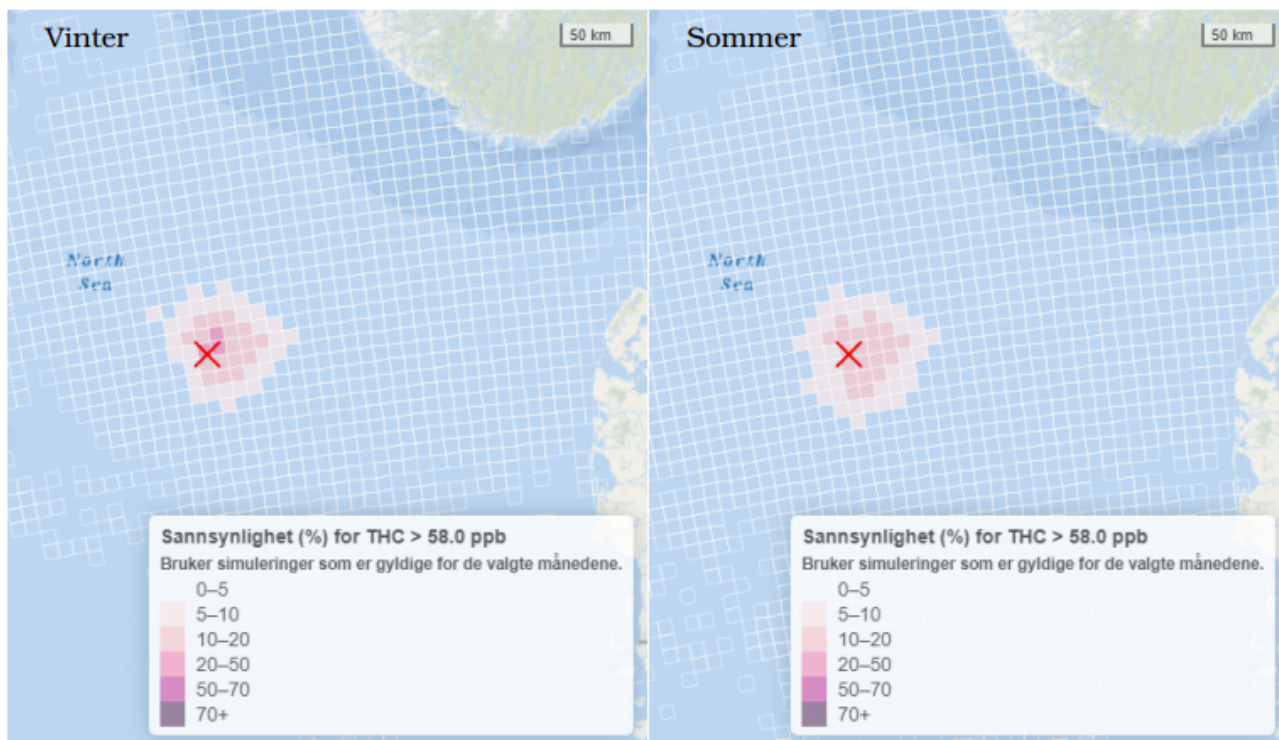 Vinter
50 km
North
Sea
Sannsynlighet (%) for THC > 58.0 ppb
Bruker simuleringer som er gyldige for de valgte månedene.
0–5
5–10
10–20
20–50
50–70
70+
Sommer
50 km
North
Sea
Sannsynlighet (%) for THC > 58.0 ppb
Bruker simuleringer som er gyldige for de valgte månedene.
0–5
5–10
10–20
20–50
50–70
70+